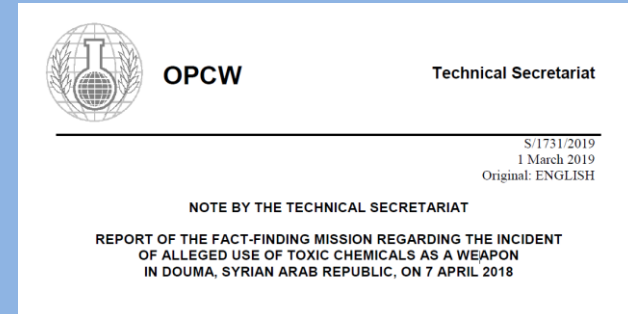 OPCW
Technical Secretariat
S/1731/2019
1 March 2019
Original: ENGLISH
NOTE BY THE TECHNICAL SECRETARIAT
REPORT OF THE FACT-FINDING MISSION REGARDING THE INCIDENT
OF ALLEGED USE OF TOXIC CHEMICALS AS A WEAPON
IN DOUMA, SYRIAN ARAB REPUBLIC, ON 7 APRIL 2018